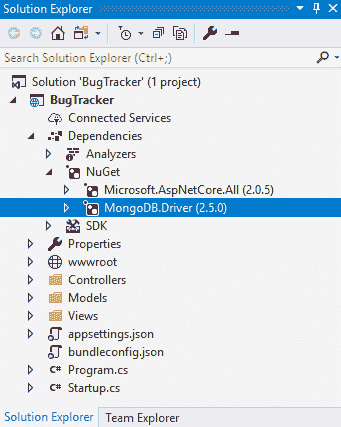 Solution Explorer
Search Solution Explorer (Ctrl+;)
Solution 'BugTracker' (1 project)
BugTracker
Connected Services
Dependencies
Analyzers
NuGet
Microsoft.AspNetCore.All (2.0.5)
MongoDB.Driver (2.5.0)
SDK
Properties
wwwroot
Controllers
Models
Views
appsettings.json
bundleconfig.json
C# Program.cs
C# Startup.cs
Solution Explorer Team Explorer